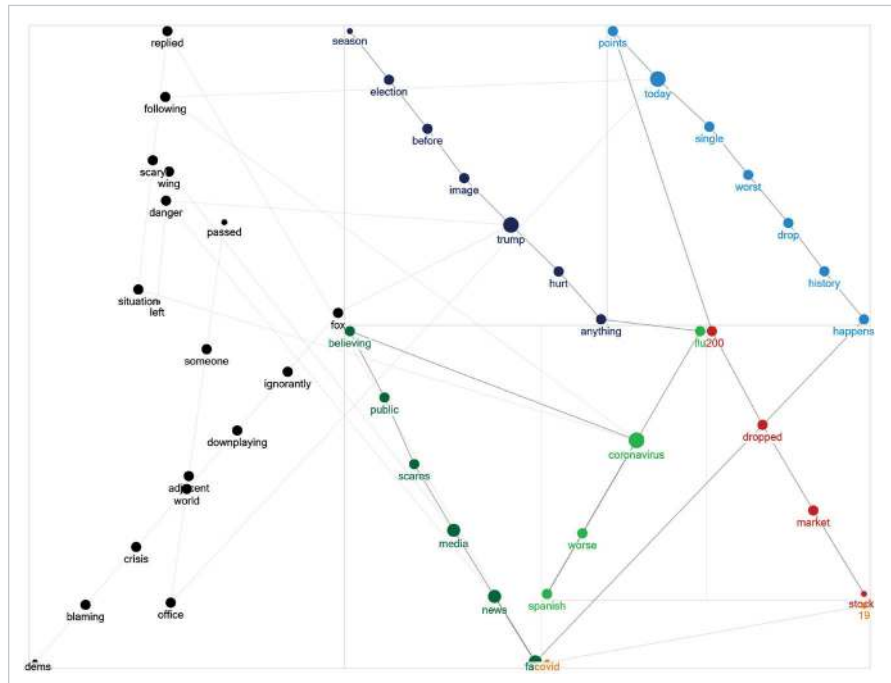 replied
season
points
election
today
following
before
single
scary
wing
image
worst
danger
passed
trump
drop
situation
left
hurt
history
fox
anything
happens
believing
flu
200
someone
ignorantly
public
downplaying
coronavirus
dropped
scares
adjacent
world
market
media
worse
crisis
blaming
office
news
spanish
stock
19
dems
covid